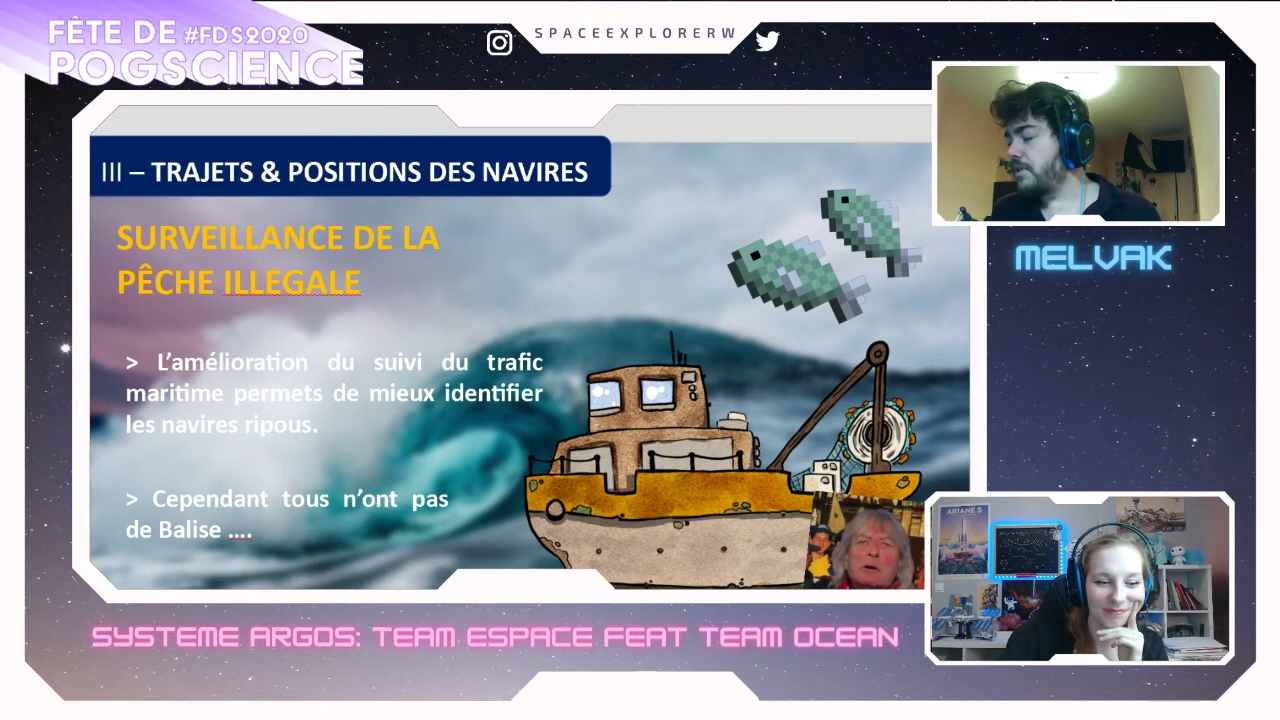 FÊTE DE #FDS2020
POGSCIENCE
SPACEEXPLORERW
III – TRAJETS & POSITIONS DES NAVIRES
SURVEILLANCE DE LA
PÊCHE ILLEGALE
> L’amélioration du suivi du trafic
maritime permets de mieux identifier
les navires ripous.
> Cependant tous n’ont pas
de Balise ....
MELVAK
ARIANE 5
SYSTEME ARGOS: TEAM ESPACE FEAT TEAM OCEAN